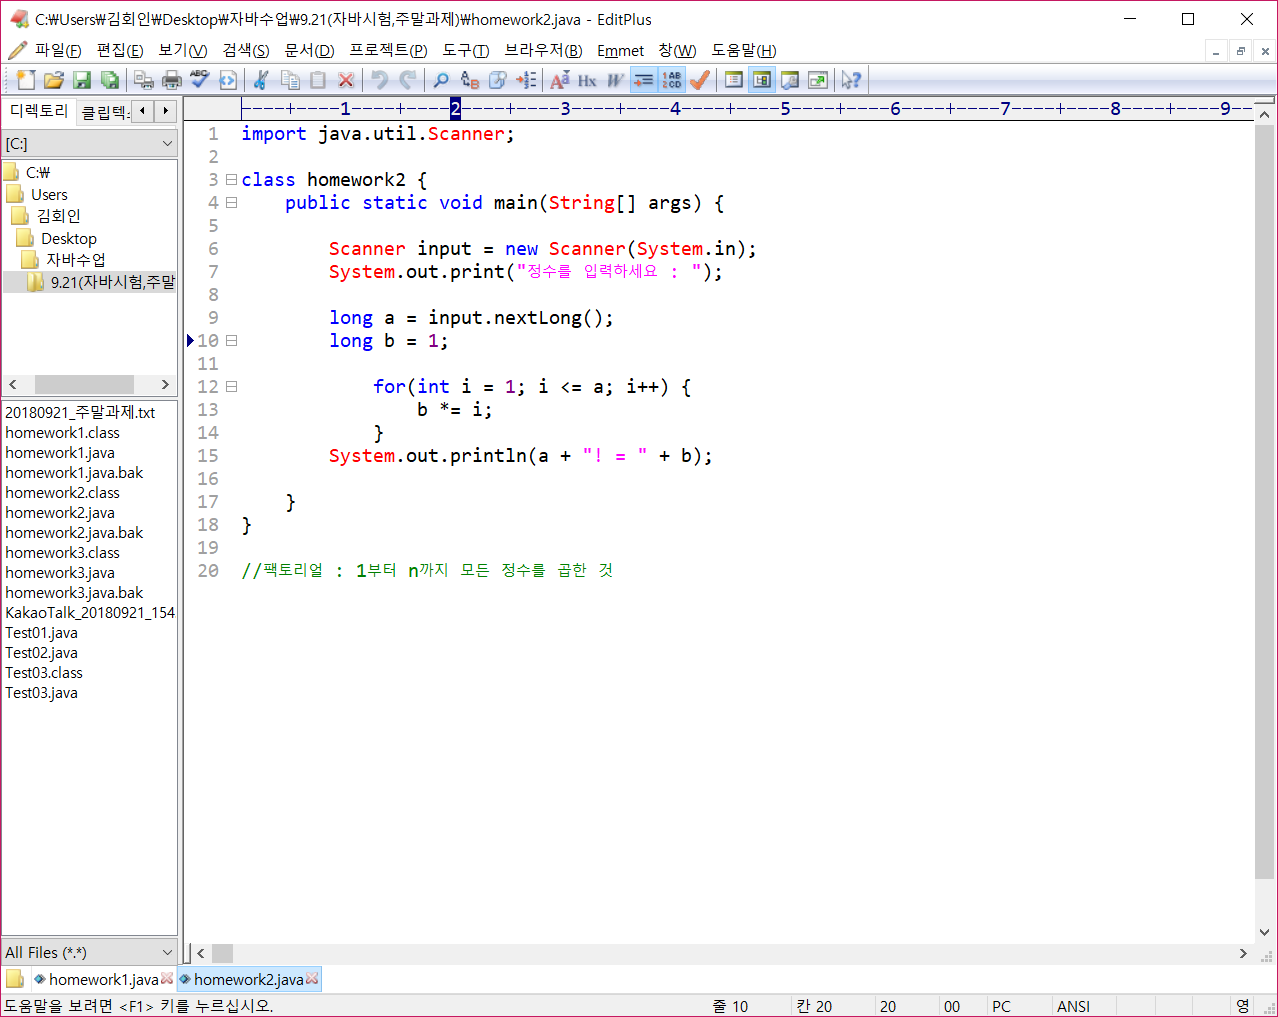 C:₩Users₩김회인₩Desktop₩자바수업₩9.21(자바시험,주말과제)₩homework2.java - EditPlus
파일(F) 편집(E) 보기(V) 검색(S) 문서(D) 프로젝트(P) 도구(T) 브라우저(B) Emmet 창(W) 도움말(H)
디렉토리 클립텍
[C:]
C:₩
Users
김회인
Desktop
자바수업
9.21(자바시험,주말
20180921_주말과제.txt
homework1.class
homework1.java
homework1.java.bak
homework2.class
homework2.java
homework2.java.bak
homework3.class
homework3.java
homework3.java.bak
KakaoTalk_20180921_154
Test01.java
Test02.java
Test03.class
Test03.java
All Files (*.*)
----+----1----+----2----+----3----+----4----+----5----+----6----+----7----+----8----+----9--
1 import java.util.Scanner;
2
3 class homework2 {
4 public static void main(String[] args) {
5
6 Scanner input = new Scanner(System.in);
7 System.out.print("정수를 입력하세요 : ");
8
9 long a = input.nextLong();
10 long b = 1;
11
12 for(int i = 1; i <= a; i++) {
13 b *= i;
14 }
15 System.out.println(a + "! = " + b);
16
17 }
18 }
19
20 //팩토리얼 : 1부터 n까지 모든 정수를 곱한 것
homework1.java homework2.java
도움말을 보려면 <F1> 키를 누르십시오. 줄 10 칸 20 20 00 PC ANSI 영